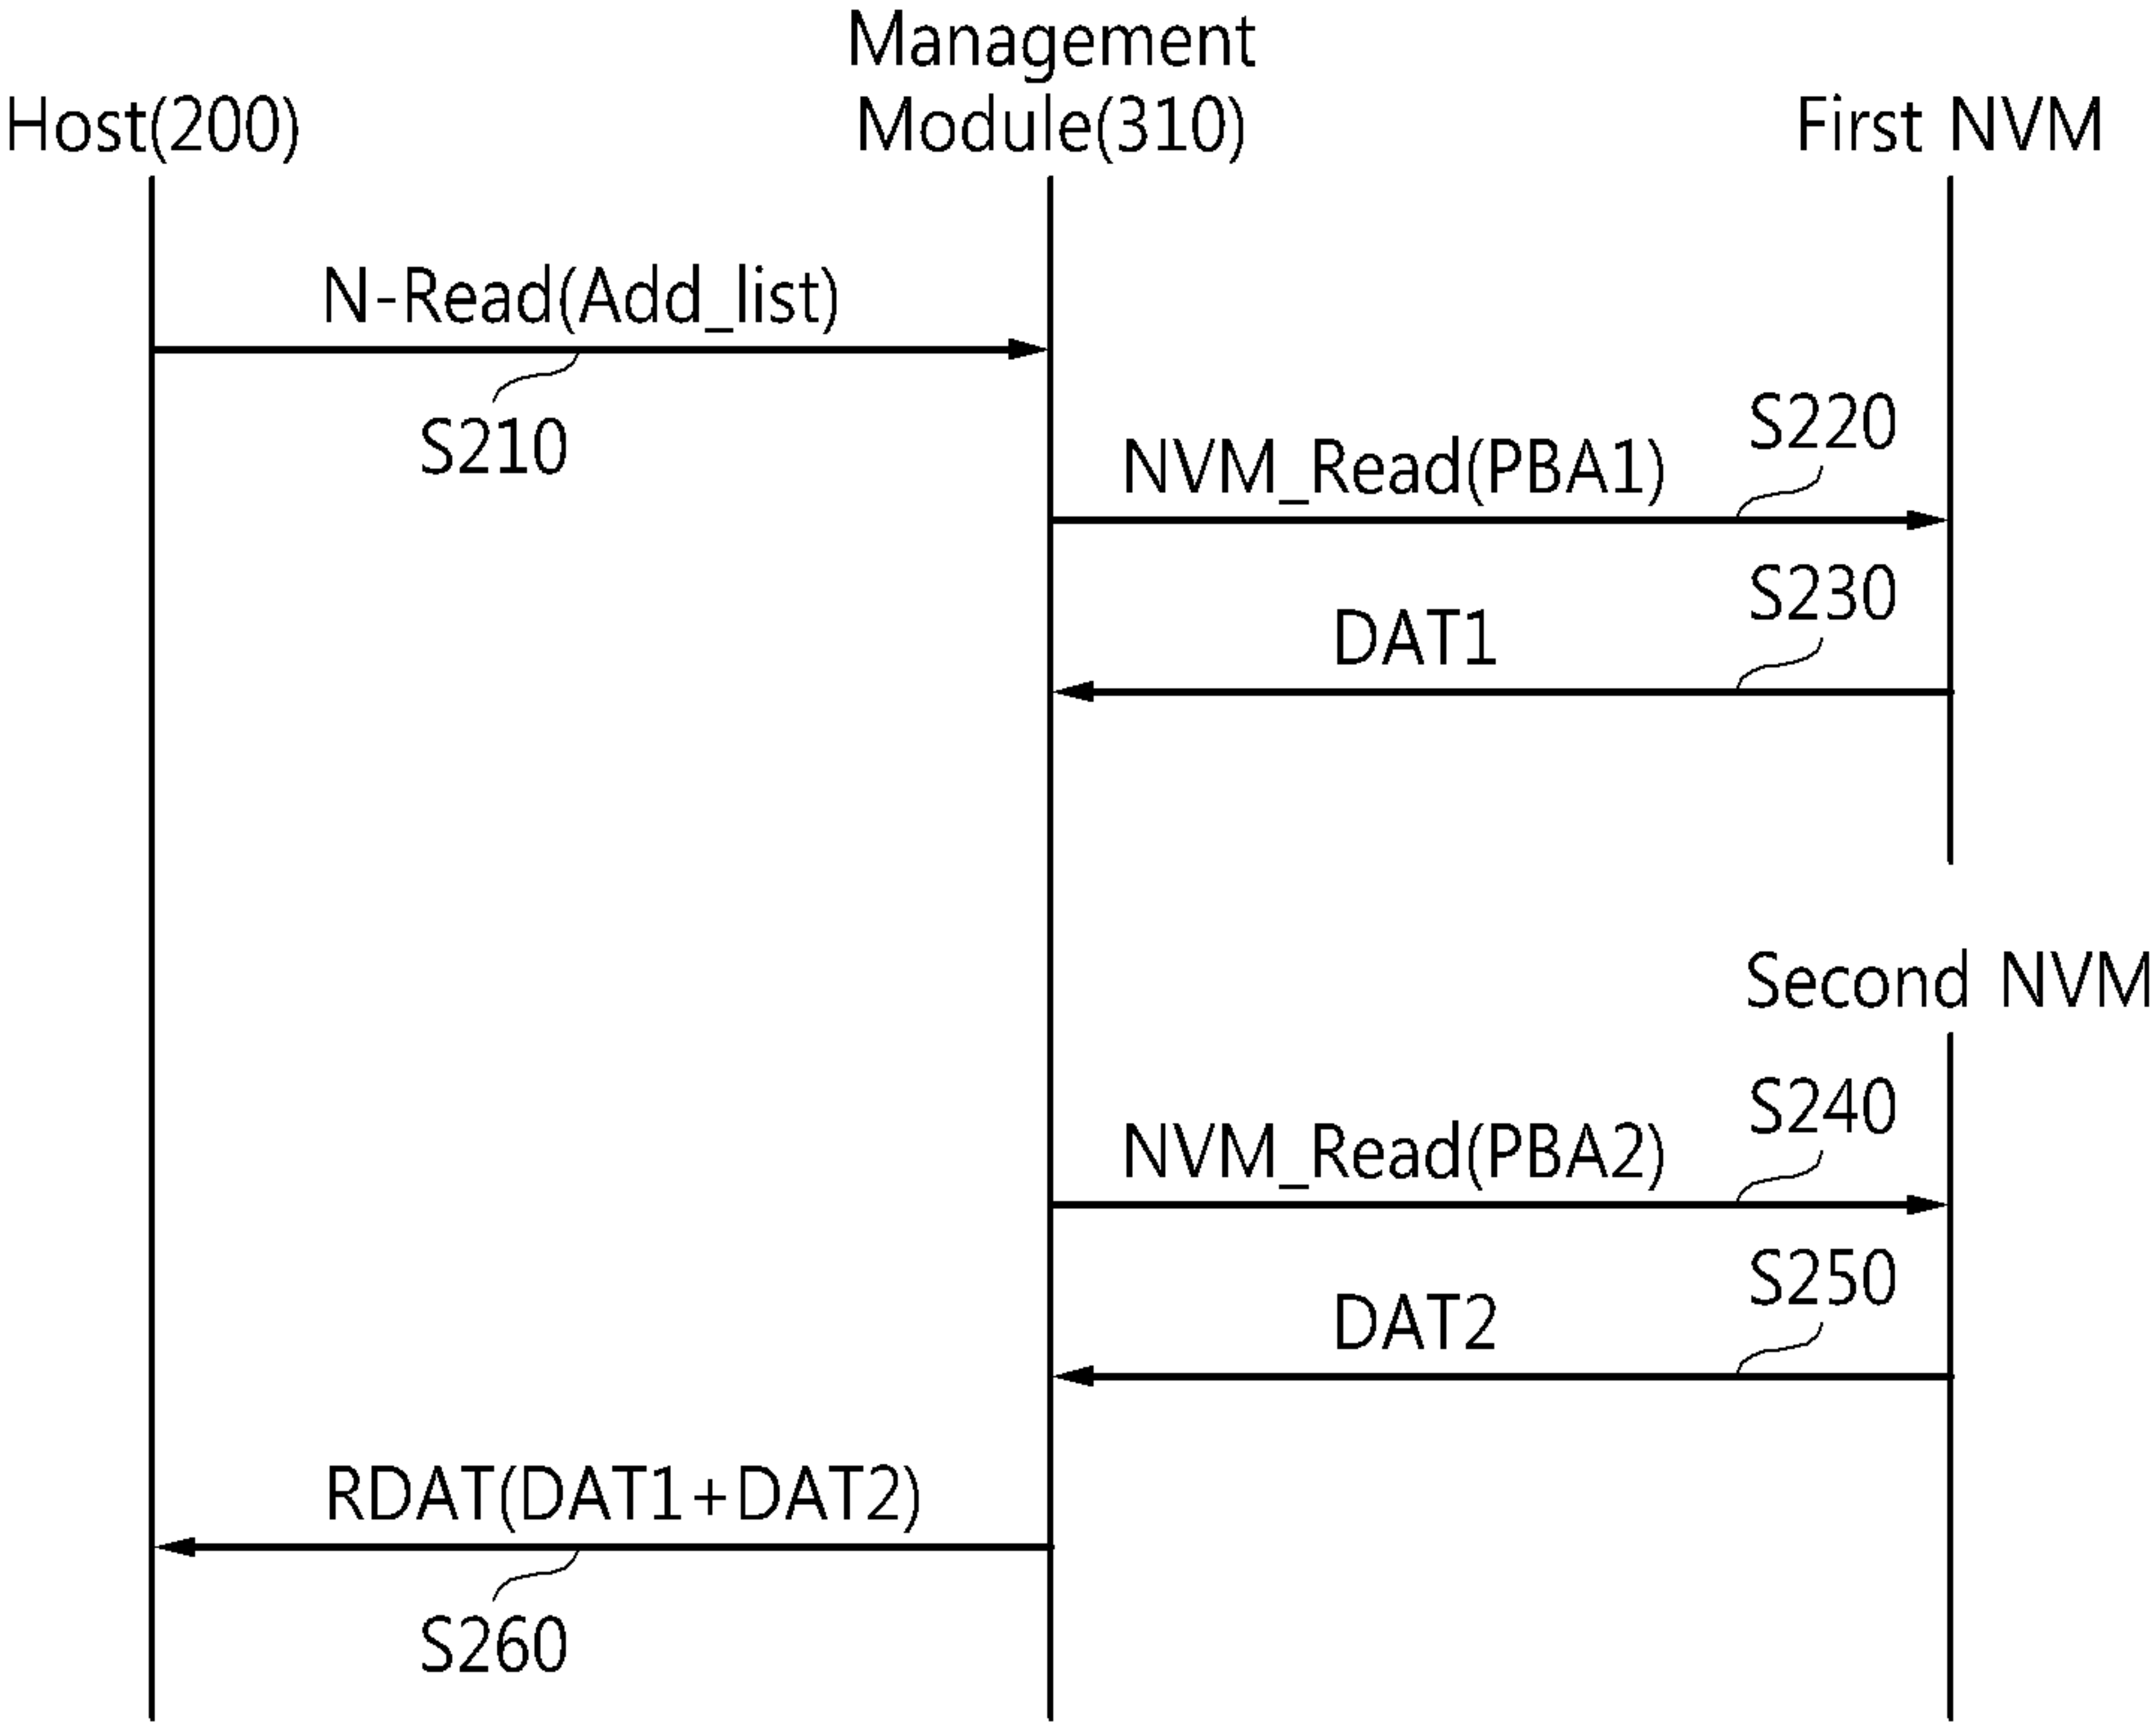 Management
Host(200)
Module(310)
First NVM
N-Read(Add_list)
S210
S220
NVM_Read(PBA1)
S230
DAT1
Second NVM
S240
NVM_Read(PBA2)
S250
DAT2
RDAT(DAT1+DAT2)
S260